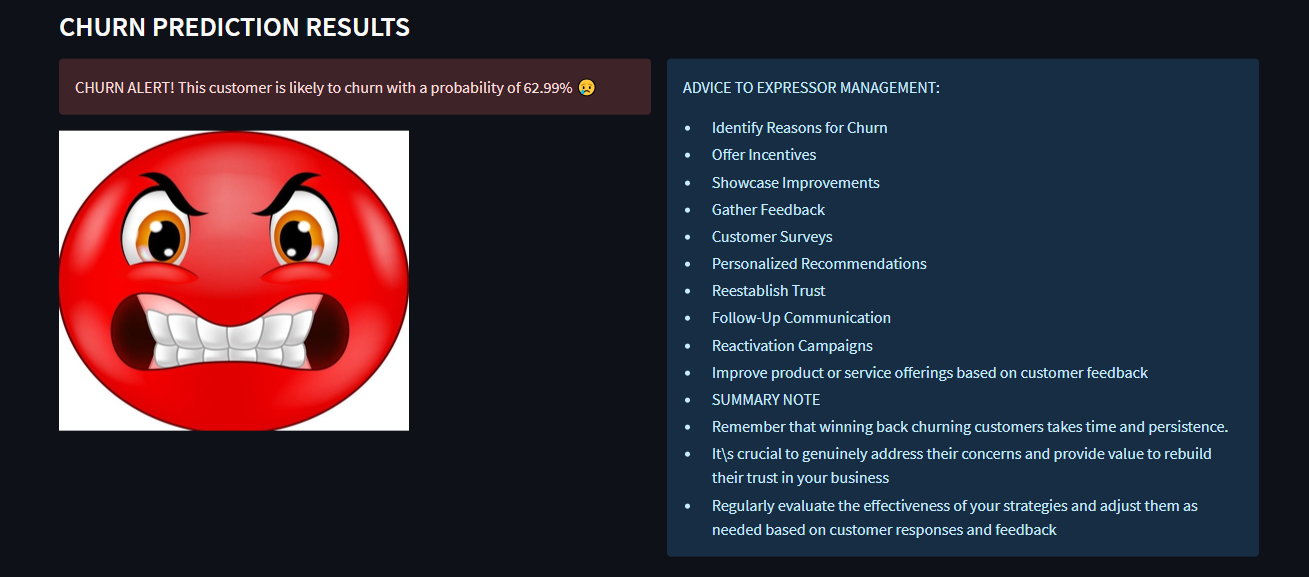 CHURN PREDICTION RESULTS
CHURN ALERT! This customer is likely to churn with a probability of 62.99% 😢
ADVICE TO EXPRESSOR MANAGEMENT:
• Identify Reasons for Churn
• Offer Incentives
• Showcase Improvements
• Gather Feedback
• Customer Surveys
• Personalized Recommendations
• Reestablish Trust
• Follow-Up Communication
• Reactivation Campaigns
• Improve product or service offerings based on customer feedback
• SUMMARY NOTE
• Remember that winning back churning customers takes time and persistence.
• It\s crucial to genuinely address their concerns and provide value to rebuild
their trust in your business
• Regularly evaluate the effectiveness of your strategies and adjust them as
needed based on customer responses and feedback